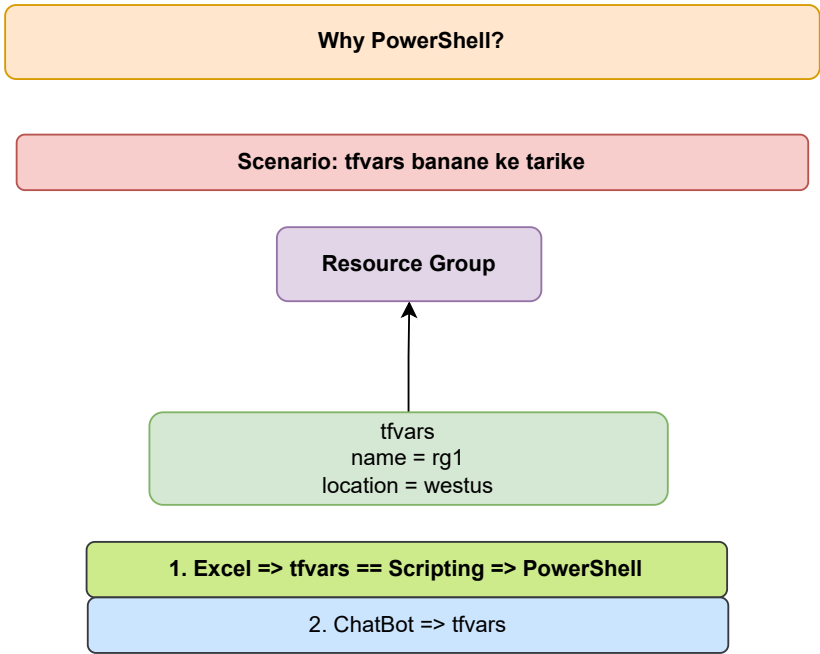 Why PowerShell?
Scenario: tfvars banane ke tarike
Resource Group
tfvars
name = rg1
location = westus
1. Excel => tfvars == Scripting => PowerShell
2. ChatBot => tfvars